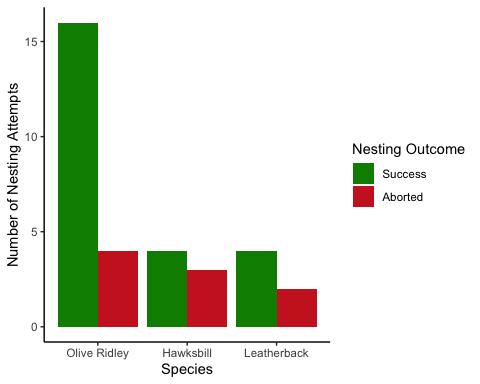 Number of Nesting Attempts
15
10
5
0
Olive Ridley
Hawksbill
Leatherback
Species
Nesting Outcome
Success
Aborted